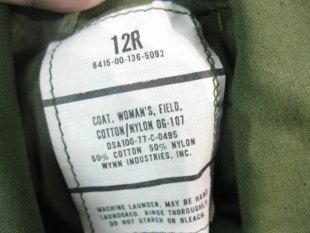 12R
8415-00-136-5092
COAT, WOMAN'S, FIELD,
COTTON/NYLON OG-107
DSA100-77-C-0495
50% COTTON 50% NYLON
WYNN INDUSTRIES, INC.
MACHINE LAUNDER, MAY BE HAND
LAUNDERED. RINSE THOROUGHLY
DO NOT STARCH OR BLEACH.